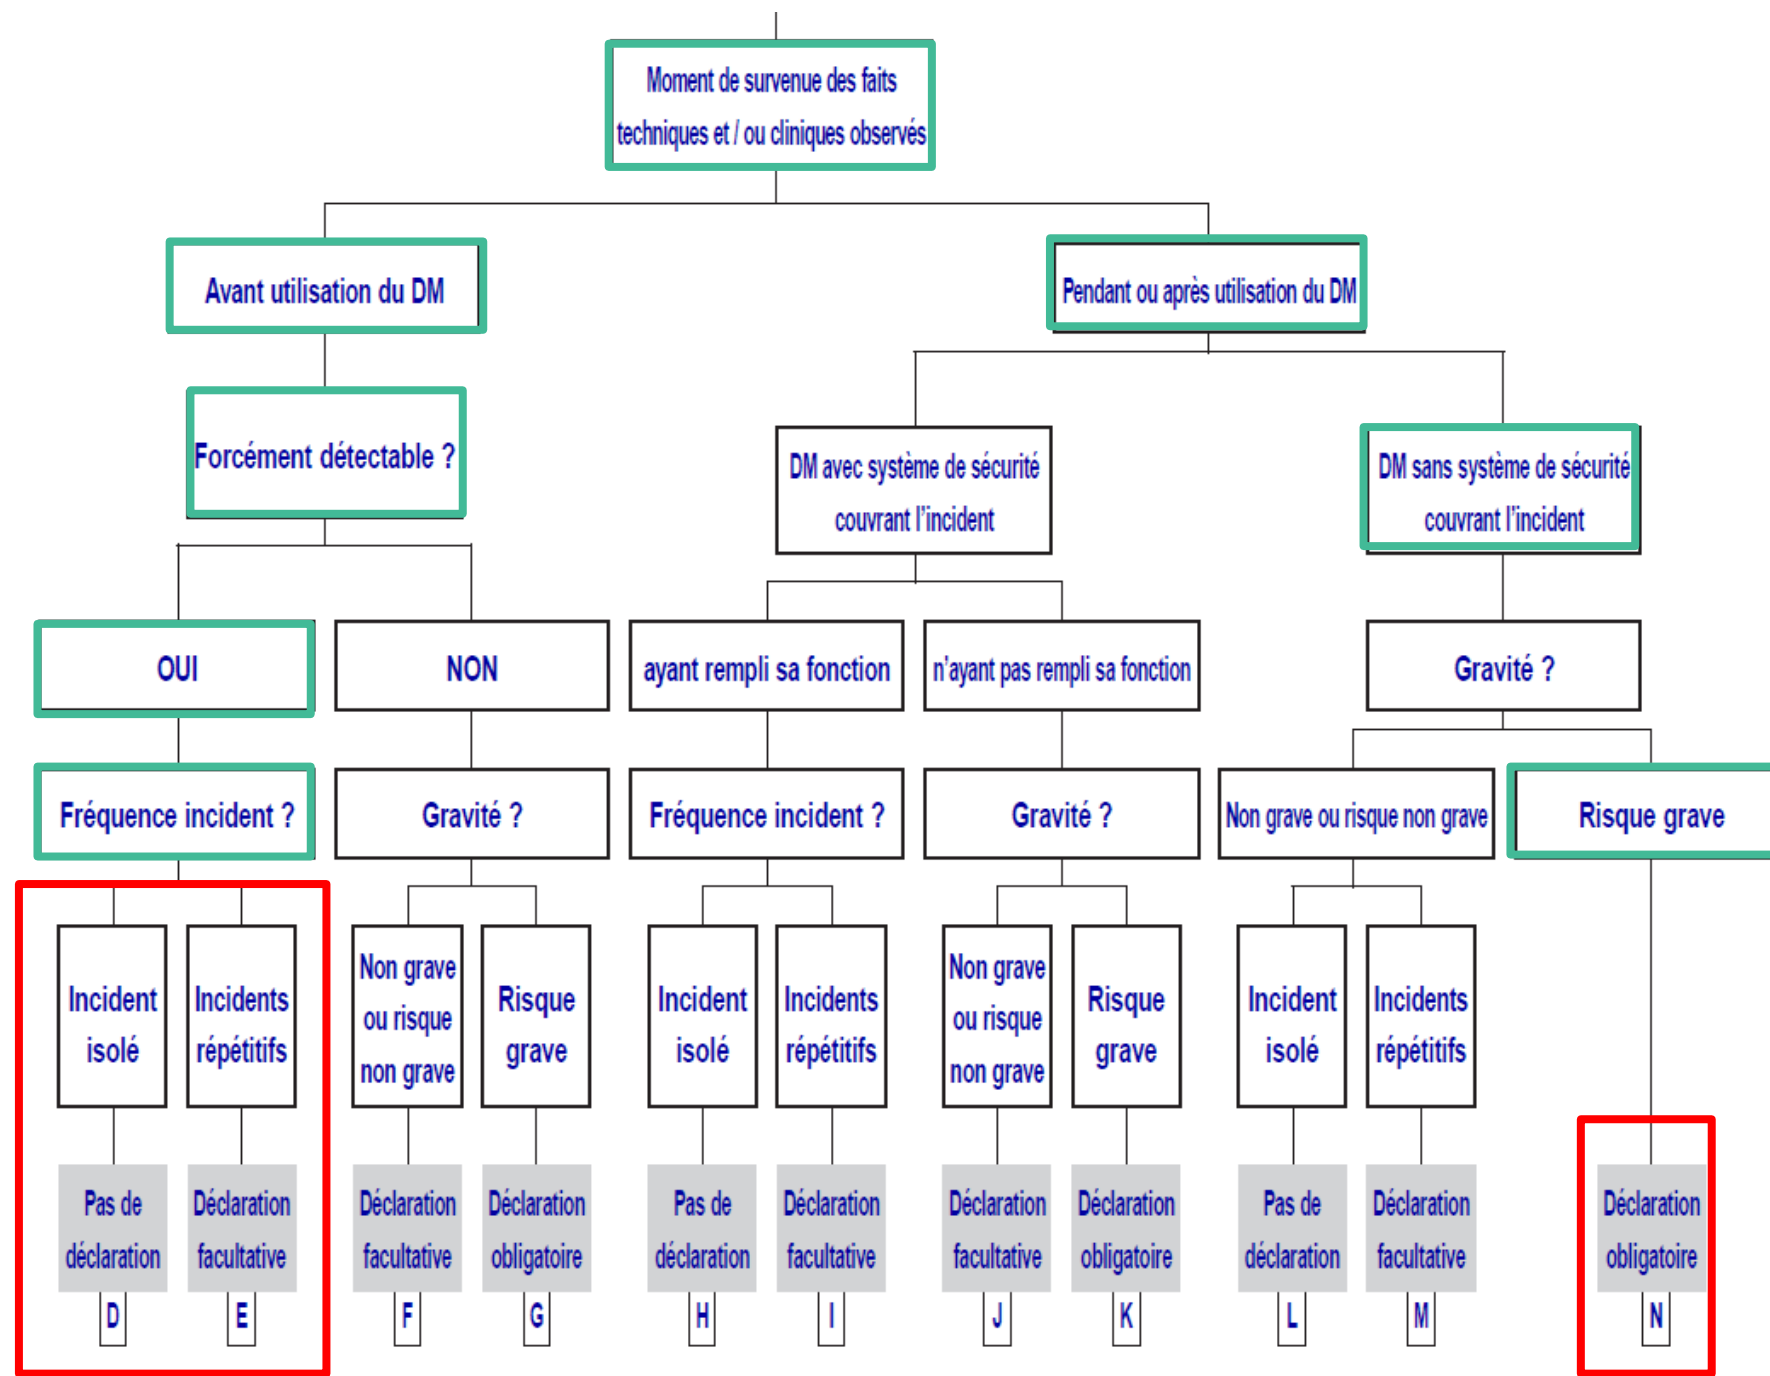 Moment de survenue des faits
techniques et / ou cliniques observés
Avant utilisation du DM
Pendant ou après utilisation du DM
Forcément détectable ?
DM avec système de sécurité
couvrant l'incident
DM sans système de sécurité
couvrant l'incident
OUI
NON
ayant rempli sa fonction
n'ayant pas rempli sa fonction
Gravité ?
Fréquence incident ?
Gravité ?
Fréquence incident ?
Gravité ?
Non grave ou risque non grave
Risque grave
Incident
isolé
Incidents
répétitifs
Non grave
ou risque
non grave
Risque
grave
Incident
isolé
Incidents
répétitifs
Non grave
ou risque
non grave
Risque
grave
Incident
isolé
Incidents
répétitifs
Pas de
déclaration
Déclaration
facultative
Déclaration
facultative
Déclaration
obligatoire
Pas de
déclaration
Déclaration
facultative
Déclaration
facultative
Déclaration
obligatoire
Pas de
déclaration
Déclaration
facultative
Déclaration
obligatoire
D
E
F
G
H
I
J
K
L
M
N